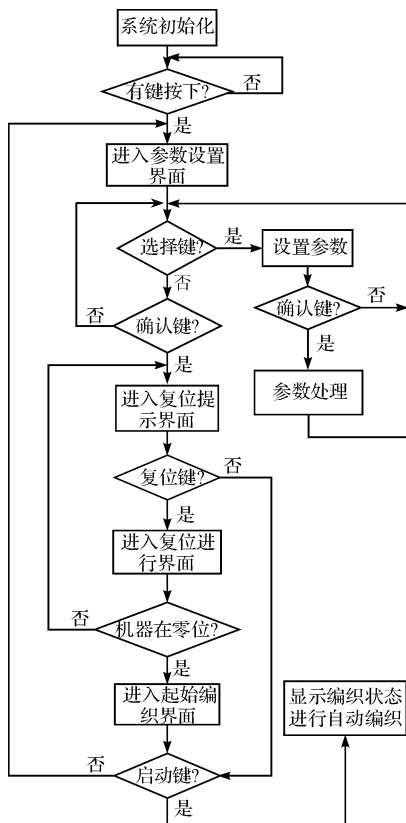 系统初始化
有键按下?
否
是
进入参数设置
界面
选择键?
是
设置参数
否
确认键?
否
是
确认键?
否
是
参数处理
进入复位提
示界面
复位键?
否
是
进入复位进
行界面
机器在零位?
否
是
进入起始编
织界面
显示编织状态
进行自动编织
启动键?
否
是